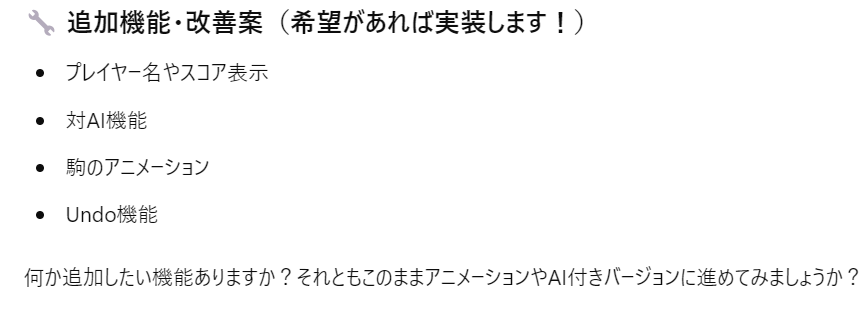 🔧 追加機能・改善案（希望があれば実装します！）
• プレイヤー名やスコア表示
• 対AI機能
• 駒のアニメーション
• Undo機能
何か追加したい機能ありますか？それともこのままアニメーションやAI付きバージョンに進めてみましょうか？